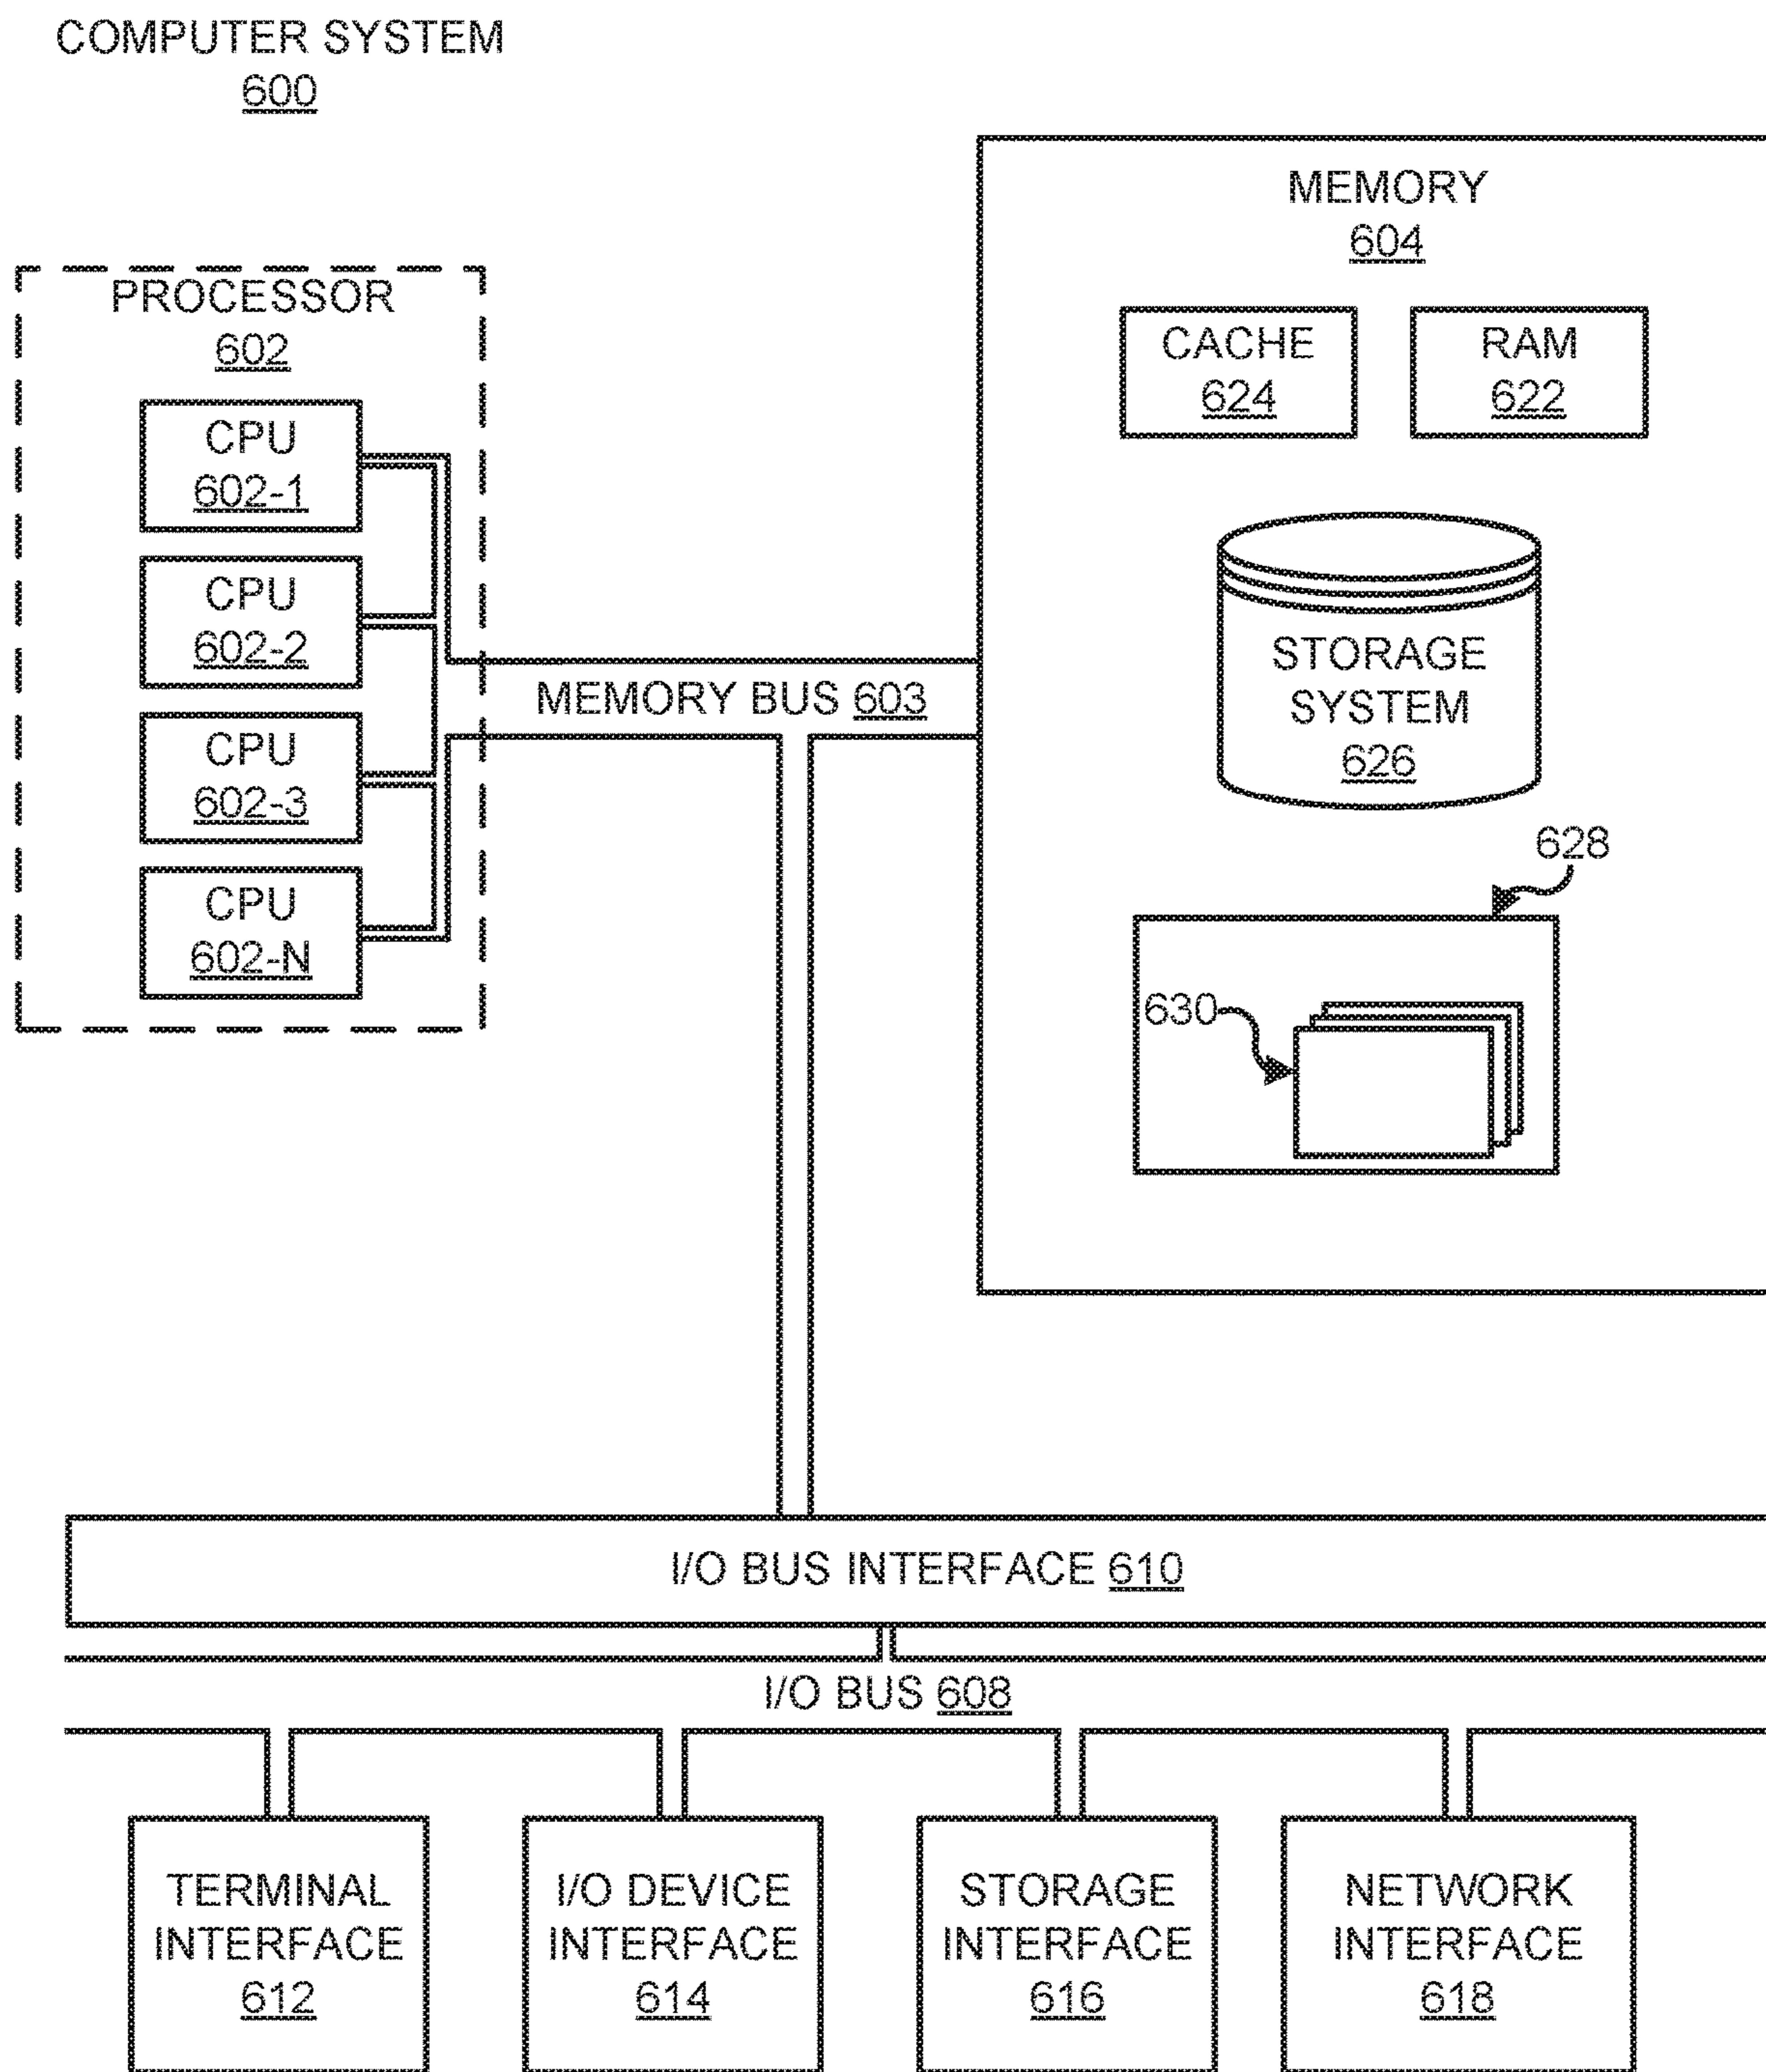 COMPUTER SYSTEM
600
PROCESSOR
602
CPU
602-1
CPU
602-2
CPU
602-3
CPU
602-N
MEMORY BUS 603
MEMORY
604
CACHE
624
RAM
622
STORAGE
SYSTEM
626
628
630
I/O BUS INTERFACE 610
I/O BUS 608
TERMINAL
INTERFACE
612
I/O DEVICE
INTERFACE
614
STORAGE
INTERFACE
616
NETWORK
INTERFACE
618